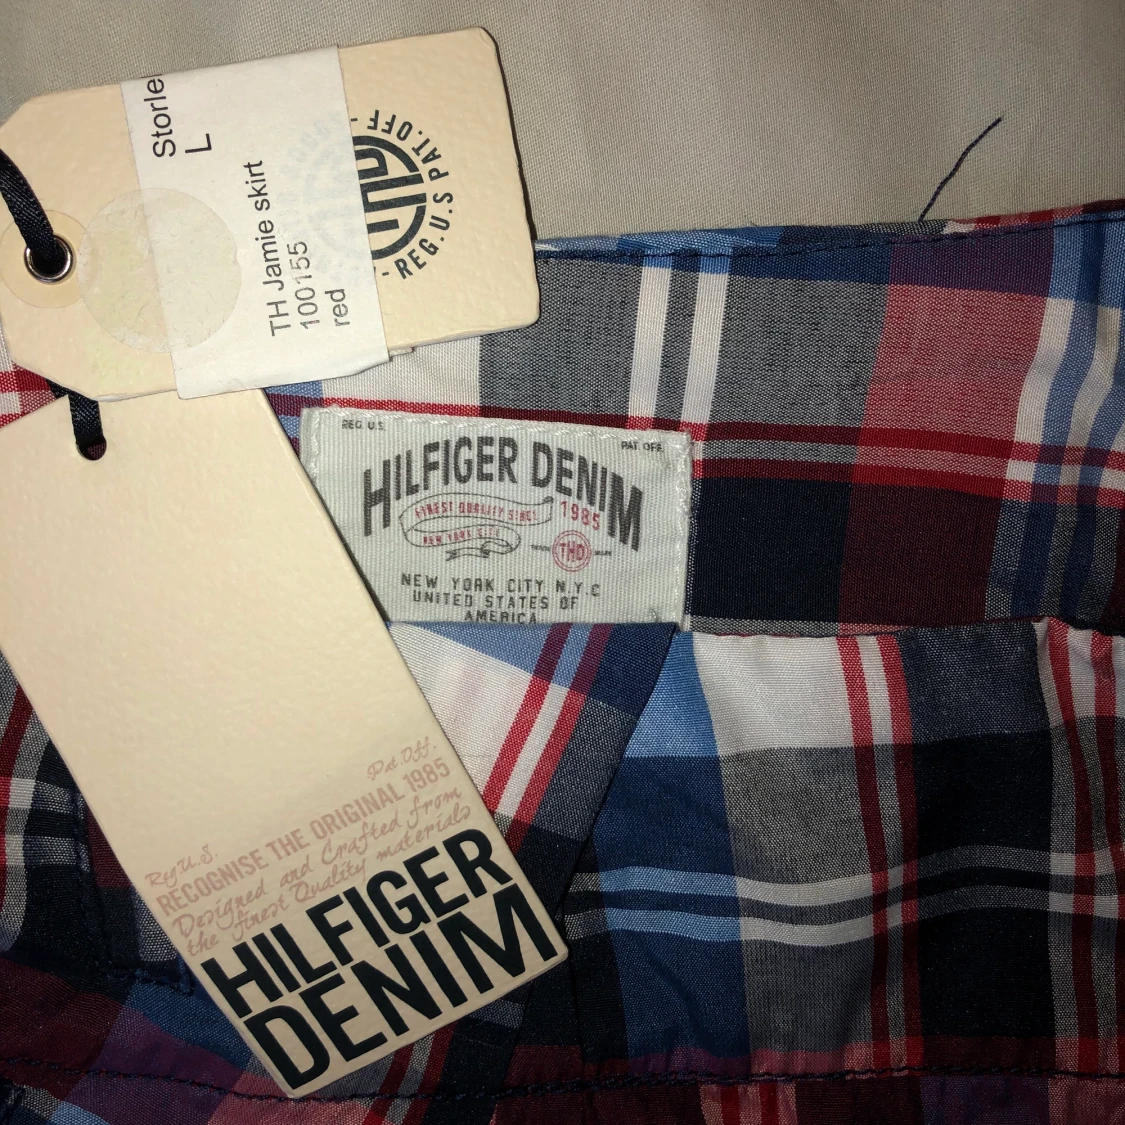 Storle
L
TH Jamie skirt
100155
red
PAT. OFF. - REG. U.S
REG. U.S.
PAT. OFF.
HILFIGER DENIM
FINEST QUALITY SINCE 1985
NEW YORK CITY
TRADE THD MARK
NEW YORK CITY N.Y.C
UNITED STATES OF
AMERICA
Pat. Off.
Reg U.S.
RECOGNISE THE ORIGINAL 1985
Designed and Crafted from
the finest Quality materials
HILFIGER
DENIM